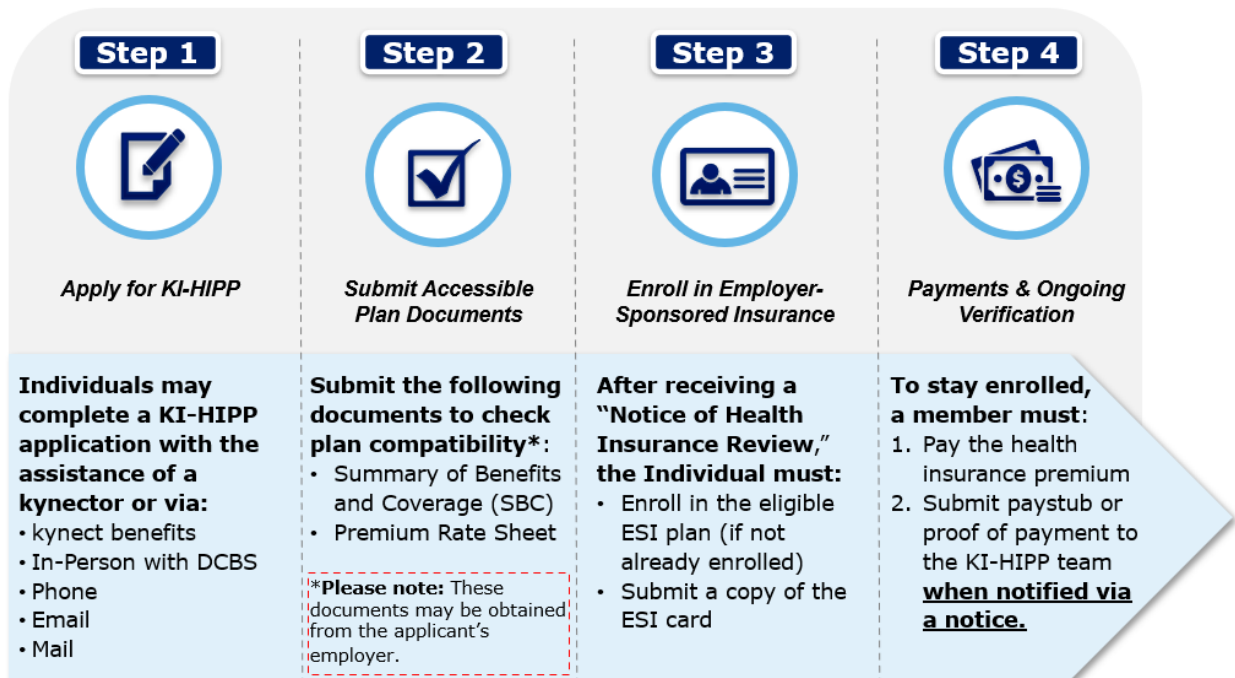 Step 1
Apply for KI-HIPP
Individuals may
complete a KI-HIPP
application with the
assistance of a
kynector or via:
• kynect benefits
• In-Person with DCBS
• Phone
• Email
• Mail
Step 2
Submit Accessible
Plan Documents
Submit the following
documents to check
plan compatibility*:
• Summary of Benefits
and Coverage (SBC)
• Premium Rate Sheet
*Please note: These
documents may be obtained
from the applicant's
employer.
Step 3
Enroll in Employer-
Sponsored Insurance
After receiving a
“Notice of Health
Insurance Review,”
the Individual must:
• Enroll in the eligible
ESI plan (if not
already enrolled)
• Submit a copy of the
ESI card
Step 4
Payments & Ongoing
Verification
To stay enrolled,
a member must:
1. Pay the health
insurance premium
2. Submit paystub or
proof of payment to
the KI-HIPP team
when notified via
a notice.